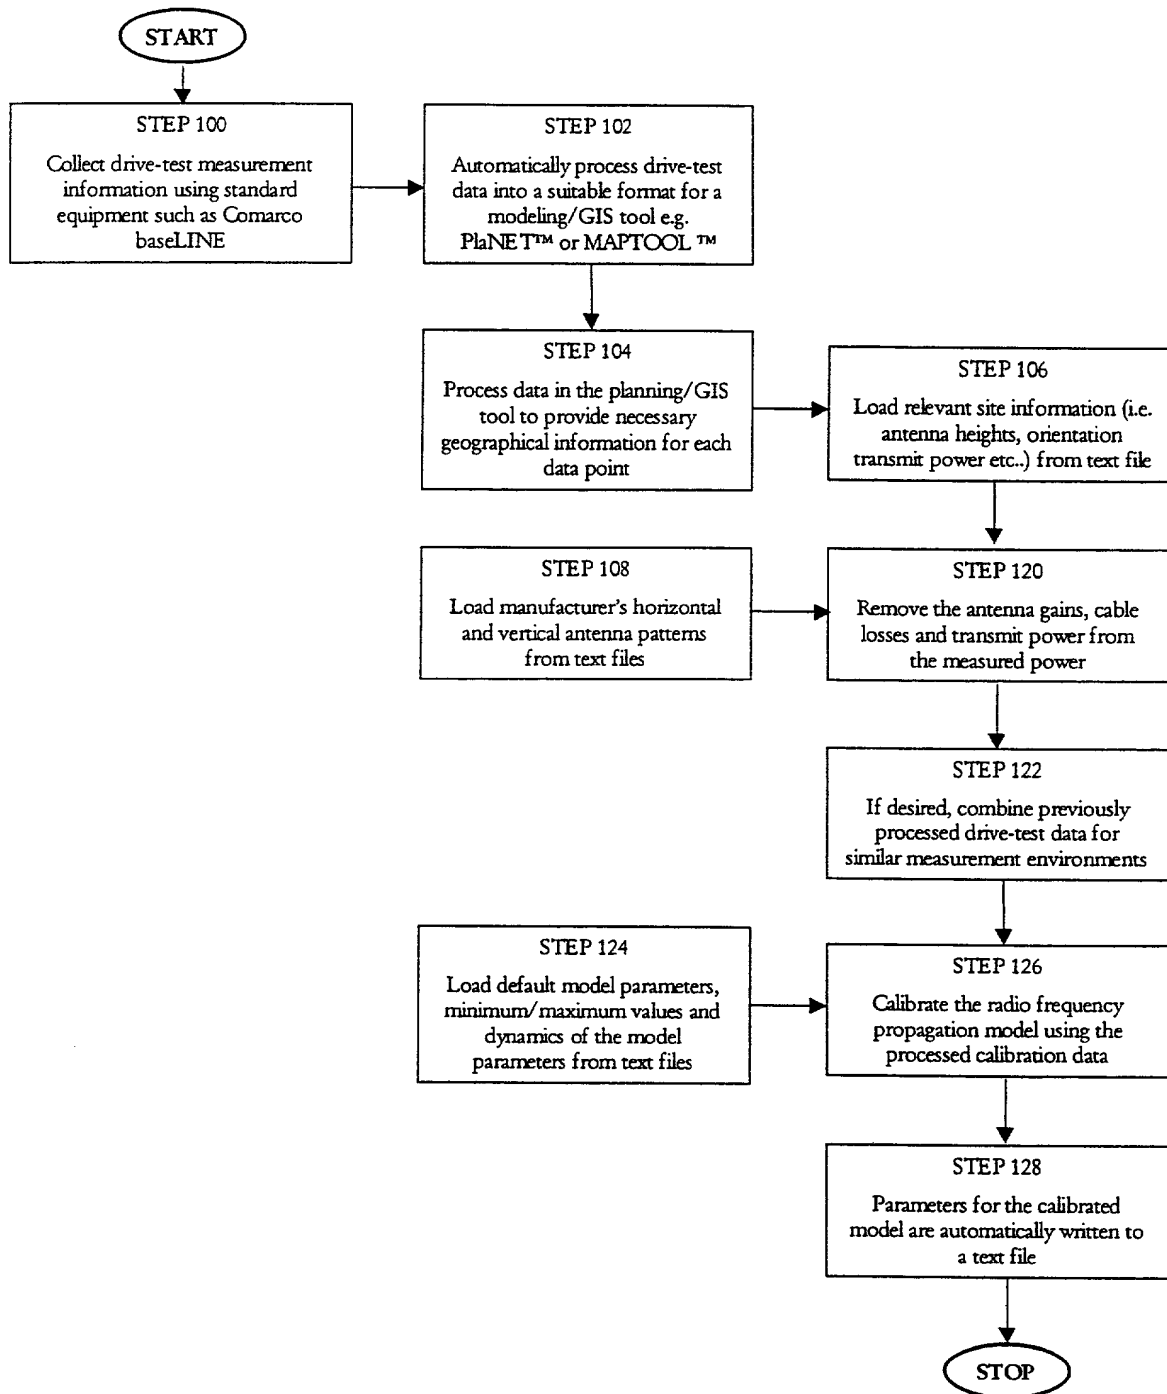 START
STEP 100
Collect drive-test measurement
information using standard
equipment such as Comarco
baseLINE
STEP 102
Automatically process drive-test
data into a suitable format for a
modeling/GIS tool e.g.
PlaNET™ or MAPTOOL ™
STEP 104
Process data in the planning/GIS
tool to provide necessary
geographical information for each
data point
STEP 106
Load relevant site information (i.e.
antenna heights, orientation
transmit power etc..) from text file
STEP 108
Load manufacturer's horizontal
and vertical antenna patterns
from text files
STEP 120
Remove the antenna gains, cable
losses and transmit power from
the measured power
STEP 122
If desired, combine previously
processed drive-test data for
similar measurement environments
STEP 124
Load default model parameters,
minimum/maximum values and
dynamics of the model
parameters from text files
STEP 126
Calibrate the radio frequency
propagation model using the
processed calibration data
STEP 128
Parameters for the calibrated
model are automatically written to
a text file
STOP